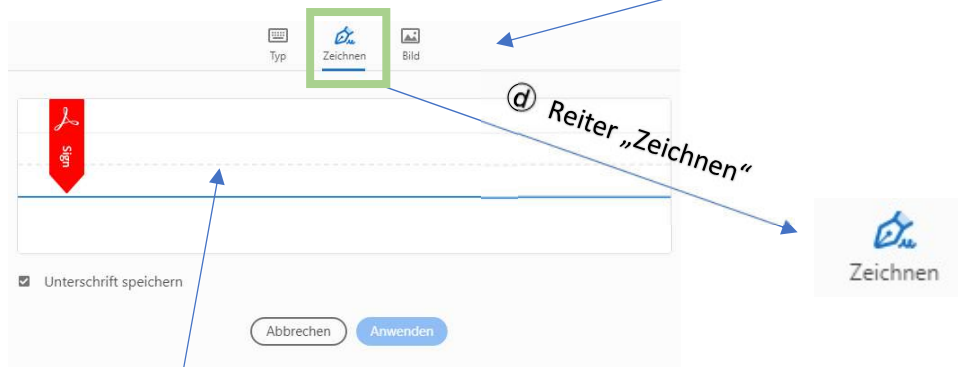 Typ Zeichnen Bild
ⓓ Reiter „Zeichnen“
Sign
Zeichnen
Unterschrift speichern
Abbrechen Anwenden